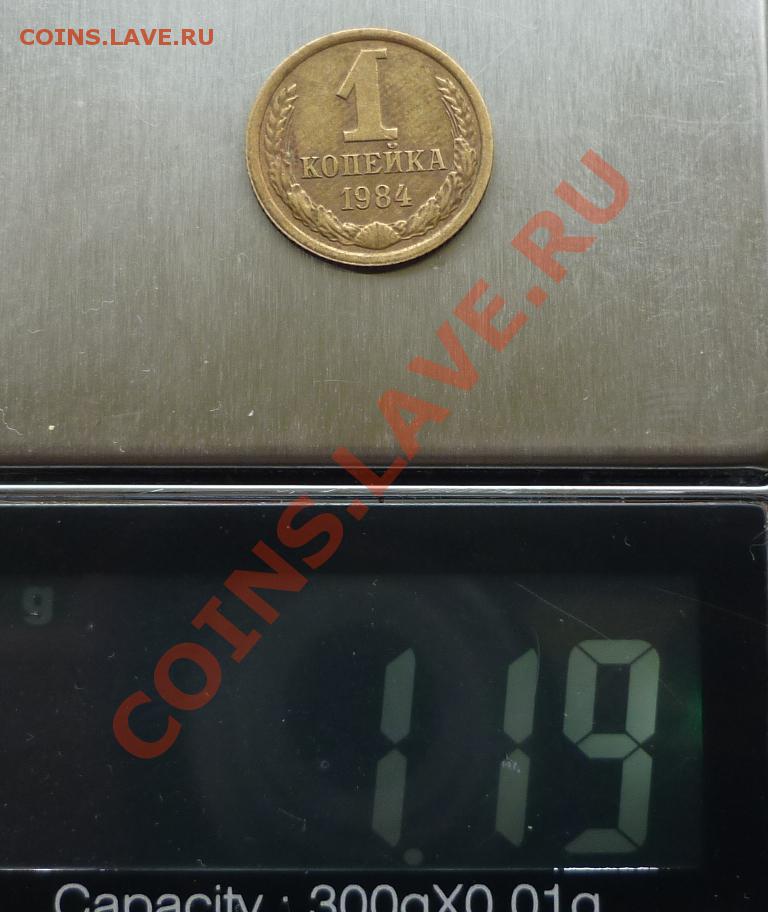 COINS.LAVE.RU
1
КОПЕЙКА
1984
COINS.LAVE.RU
g
1.19
Capacity : 300gX0.01g